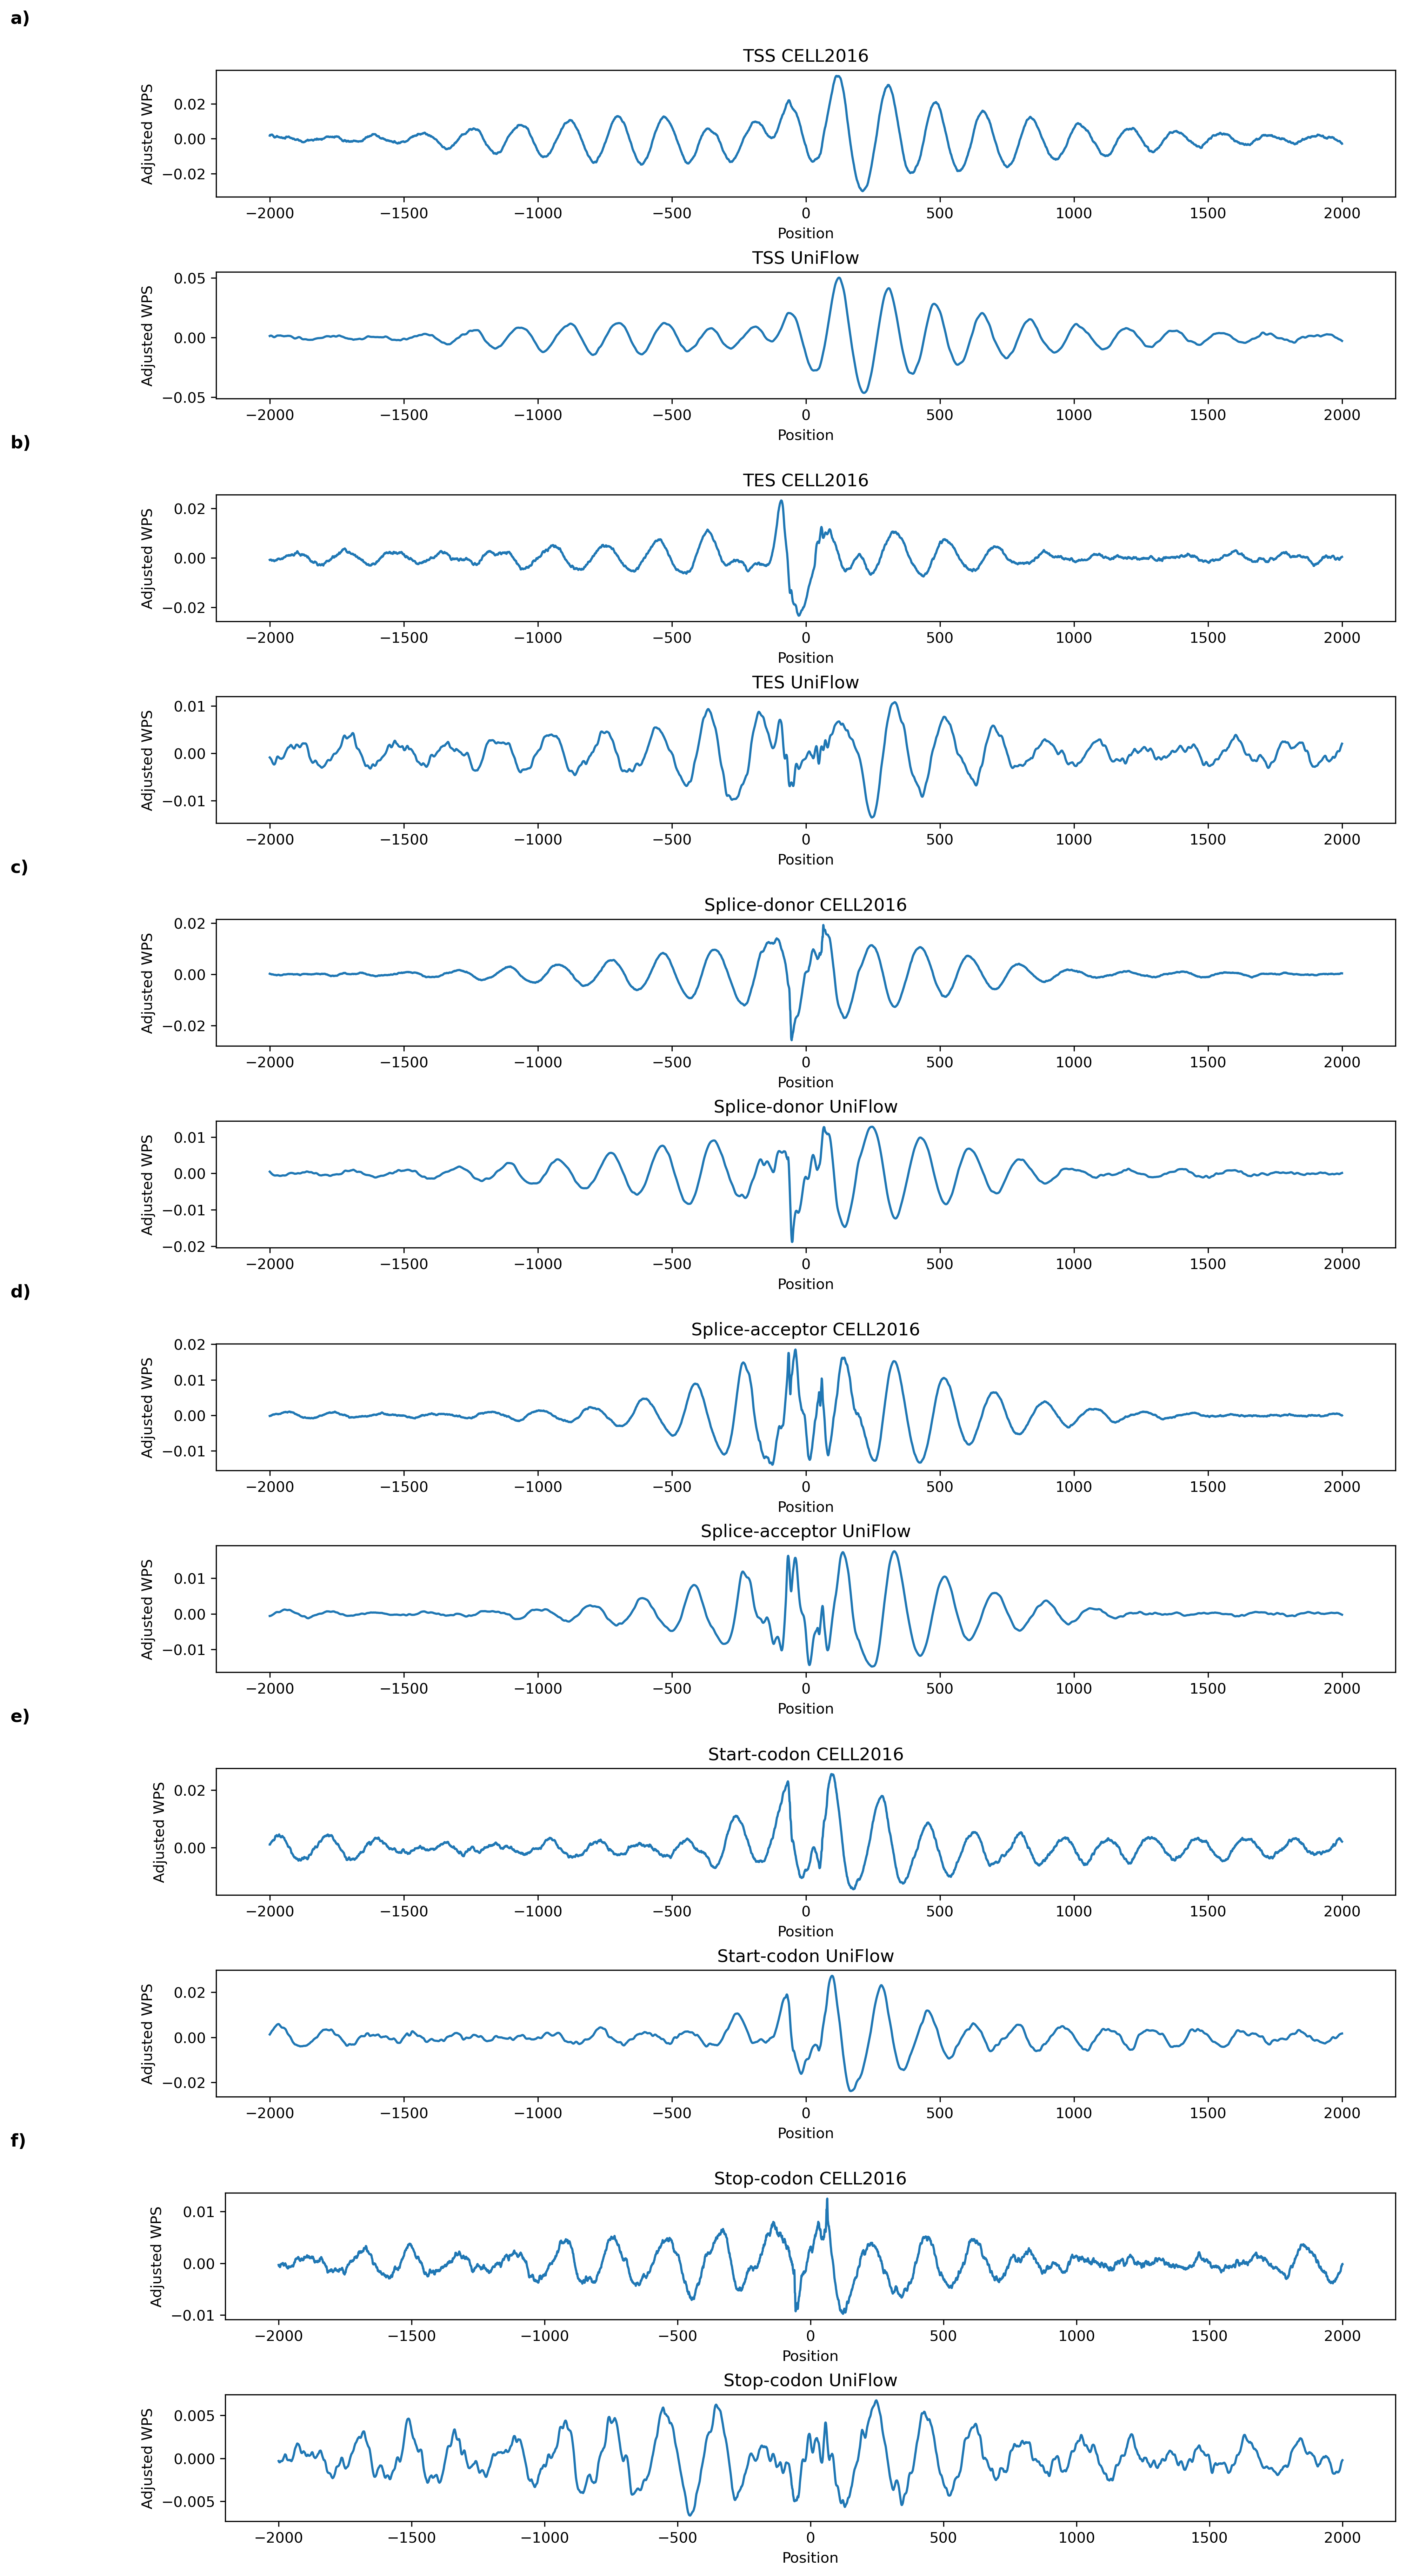 a)
TSS CELL2016
Adjusted WPS
0.02
0.00
−0.02
−2000 −1500 −1000 −500 0 500 1000 1500 2000
Position
TSS UniFlow
Adjusted WPS
0.05
0.00
−0.05
−2000 −1500 −1000 −500 0 500 1000 1500 2000
Position
b)
TES CELL2016
Adjusted WPS
0.02
0.00
−0.02
−2000 −1500 −1000 −500 0 500 1000 1500 2000
Position
TES UniFlow
Adjusted WPS
0.01
0.00
−0.01
−2000 −1500 −1000 −500 0 500 1000 1500 2000
Position
c)
Splice-donor CELL2016
Adjusted WPS
0.02
0.00
−0.02
−2000 −1500 −1000 −500 0 500 1000 1500 2000
Position
Splice-donor UniFlow
Adjusted WPS
0.01
0.00
−0.01
−0.02
−2000 −1500 −1000 −500 0 500 1000 1500 2000
Position
d)
Splice-acceptor CELL2016
Adjusted WPS
0.02
0.01
0.00
−0.01
−2000 −1500 −1000 −500 0 500 1000 1500 2000
Position
Splice-acceptor UniFlow
Adjusted WPS
0.01
0.00
−0.01
−2000 −1500 −1000 −500 0 500 1000 1500 2000
Position
e)
Start-codon CELL2016
Adjusted WPS
0.02
0.00
−2000 −1500 −1000 −500 0 500 1000 1500 2000
Position
Start-codon UniFlow
Adjusted WPS
0.02
0.00
−0.02
−2000 −1500 −1000 −500 0 500 1000 1500 2000
Position
f)
Stop-codon CELL2016
Adjusted WPS
0.01
0.00
−0.01
−2000 −1500 −1000 −500 0 500 1000 1500 2000
Position
Stop-codon UniFlow
Adjusted WPS
0.005
0.000
−0.005
−2000 −1500 −1000 −500 0 500 1000 1500 2000
Position